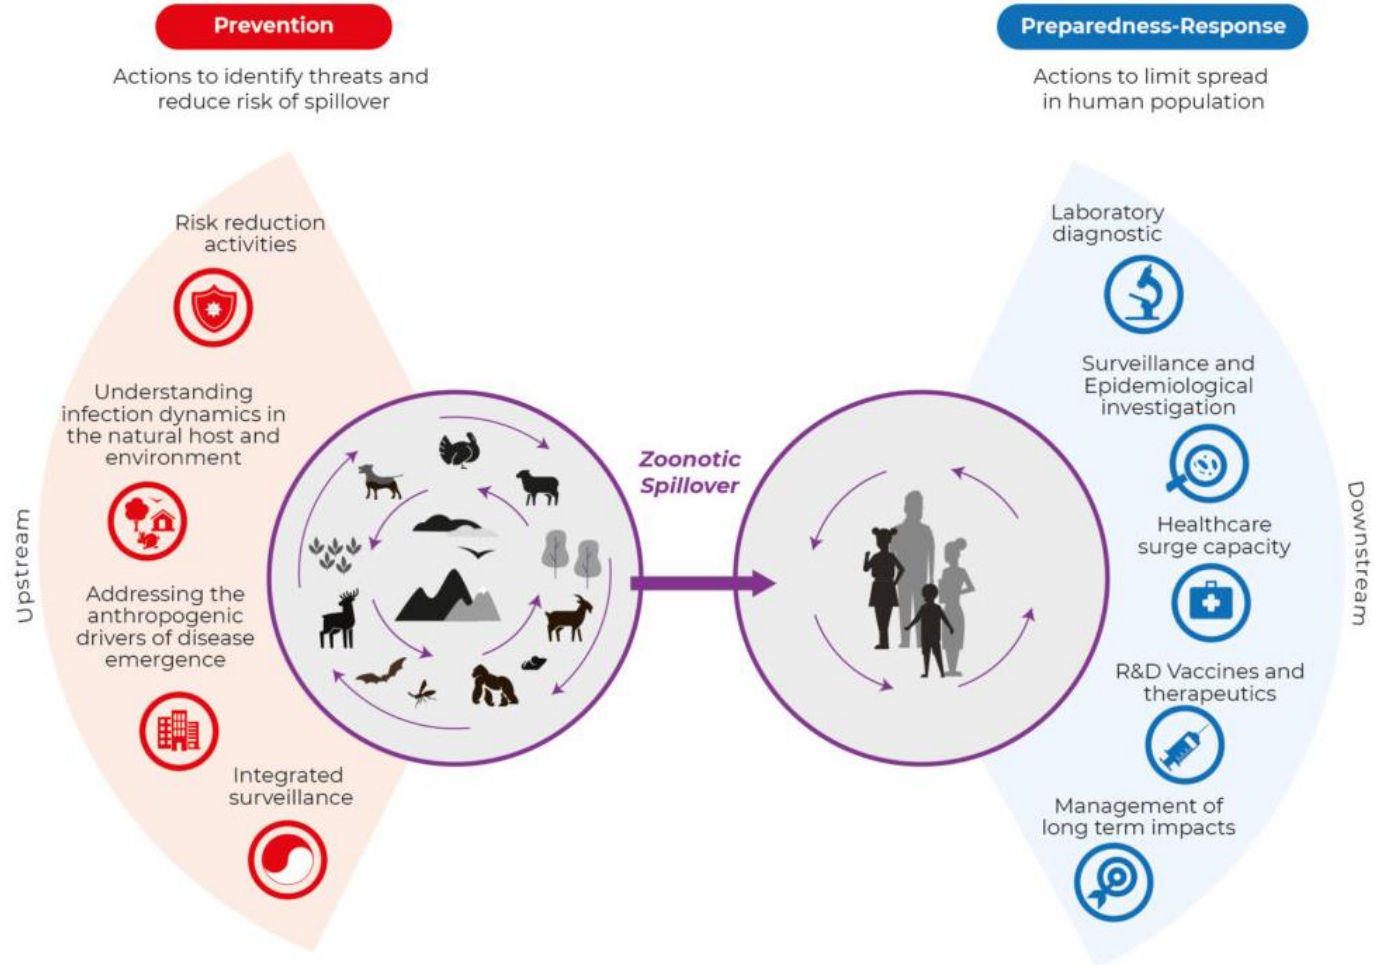 Prevention
Actions to identify threats and
reduce risk of spillover
Preparedness-Response
Actions to limit spread
in human population
Upstream
Risk reduction
activities
Understanding
infection dynamics in
the natural host and
environment
Addressing the
anthropogenic
drivers of disease
emergence
Integrated
surveillance
Zoonotic
Spillover
Laboratory
diagnostic
Surveillance and
Epidemiological
investigation
Healthcare
surge capacity
R&D Vaccines and
therapeutics
Management of
long term impacts
Downstream